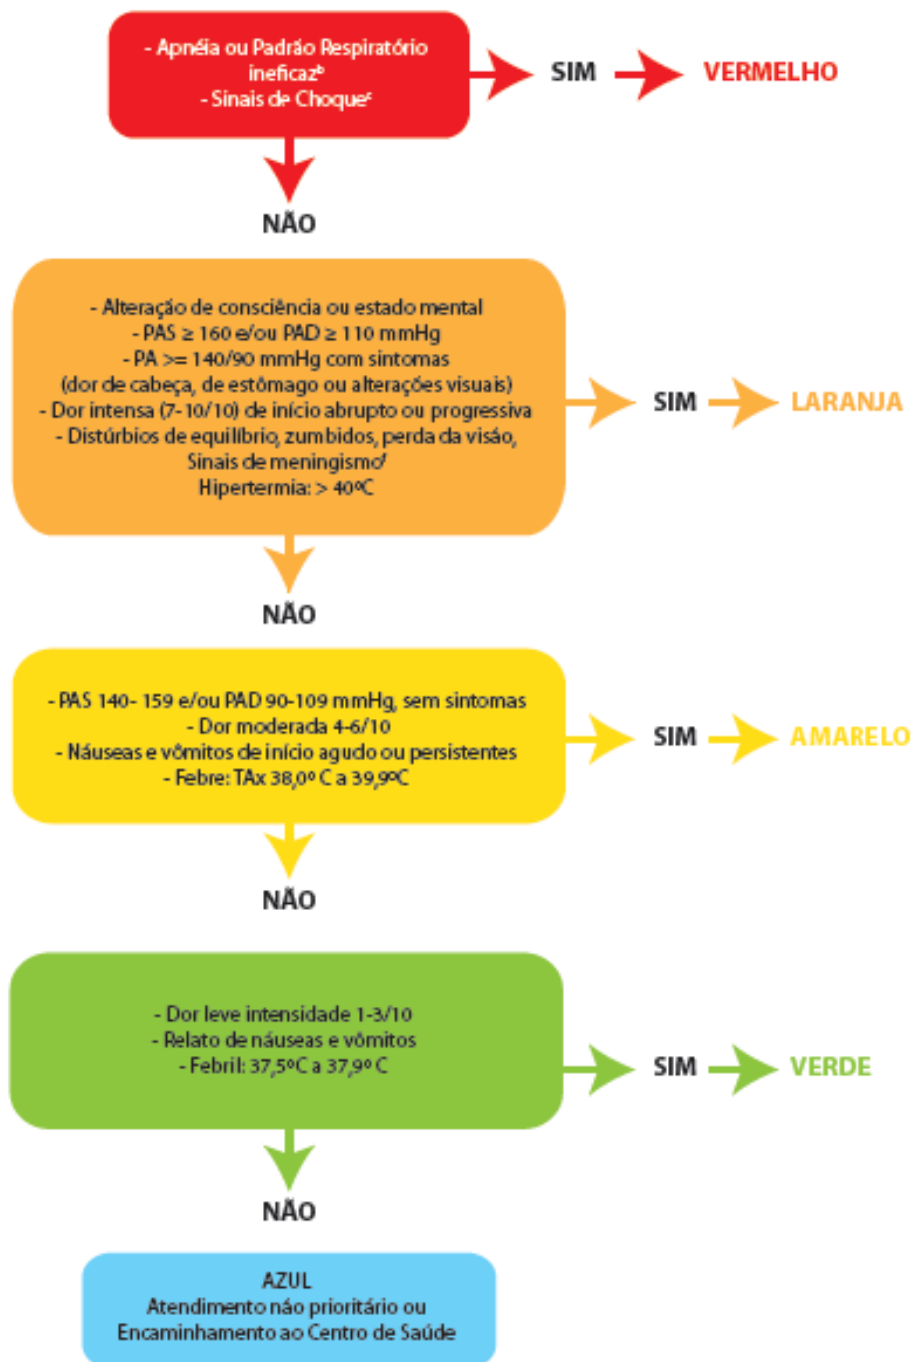 - Apnéia ou Padrão Respiratório
ineficazᵇ
- Sinais de Choqueᶜ
SIM
VERMELHO
NÃO
- Alteração de consciência ou estado mental
- PAS ≥ 160 e/ou PAD ≥ 110 mmHg
- PA >= 140/90 mmHg com sintomas
(dor de cabeça, de estômago ou alterações visuais)
- Dor intensa (7-10/10) de início abrupto ou progressiva
- Distúrbios de equilíbrio, zumbidos, perda da visão,
Sinais de meningismoᶠ
Hipertermia: > 40ºC
SIM
LARANJA
NÃO
- PAS 140- 159 e/ou PAD 90-109 mmHg, sem sintomas
- Dor moderada 4-6/10
- Náuseas e vômitos de início agudo ou persistentes
- Febre: TAx 38,0º C a 39,9ºC
SIM
AMARELO
NÃO
- Dor leve intensidade 1-3/10
- Relato de náuseas e vômitos
- Febril: 37,5ºC a 37,9º C
SIM
VERDE
NÃO
AZUL
Atendimento não prioritário ou
Encaminhamento ao Centro de Saúde